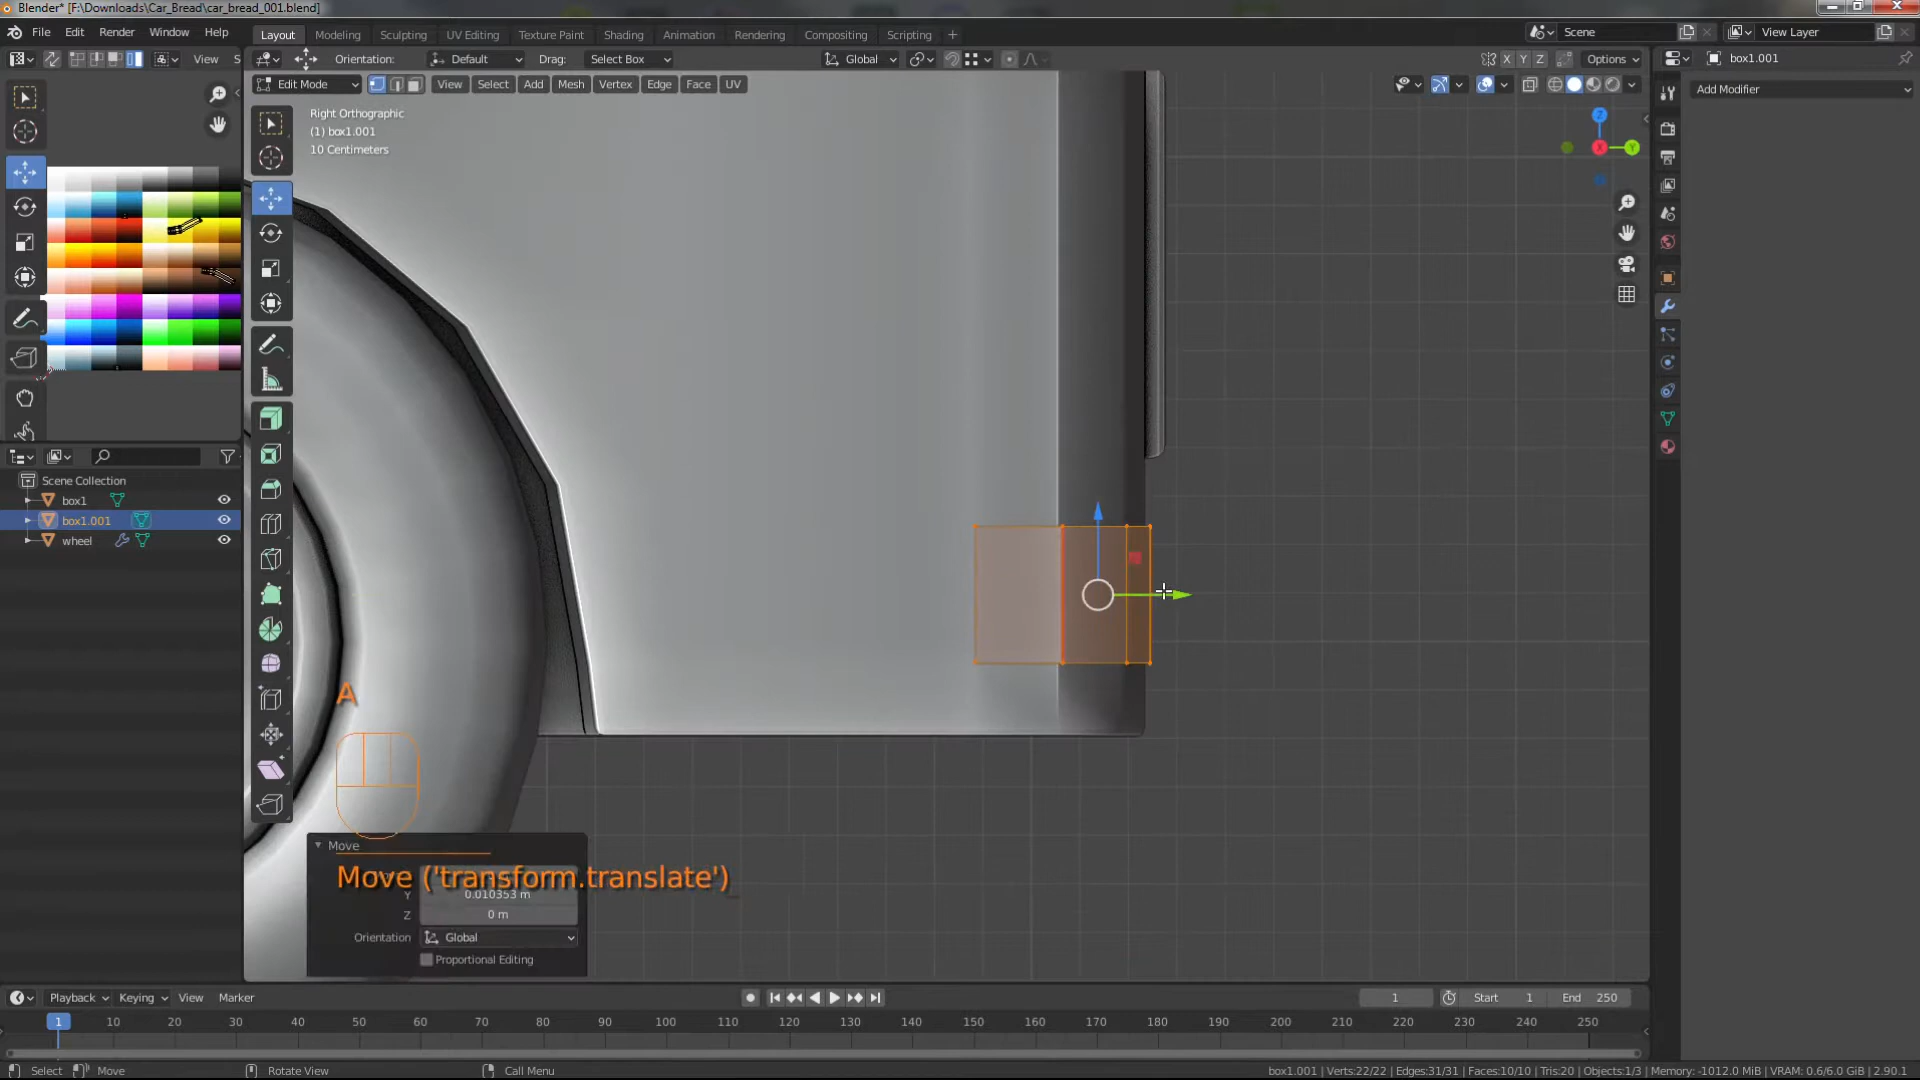 Blender* [F:\Downloads\Car_Bread\car_bread_001.blend]
File Edit Render Window Help
Layout Modeling Sculpting UV Editing Texture Paint Shading Animation Rendering Compositing Scripting +
Scene View Layer
View S Orientation: Default Drag: Select Box Global X Y Z Options box1.001
Edit Mode View Select Add Mesh Vertex Edge Face UV
Add Modifier
Right Orthographic
(1) box1.001
10 Centimeters
Z
X Y
Scene Collection
box1
box1.001
wheel
A
Move
Move ('transform.translate')
Y 0.010353 m
Z 0 m
Orientation Global
Proportional Editing
Playback Keying View Marker 1 Start 1 End 250
1 10 20 30 40 50 60 70 80 90 100 110 120 130 140 150 160 170 180 190 200 210 220 230 240 250
Select Move Rotate View Call Menu box1.001 | Verts:22/22 | Edges:31/31 | Faces:10/10 | Tris:20 | Objects:1/3 | Memory: -1012.0 MiB | VRAM: 0.6/6.0 GiB | 2.90.1